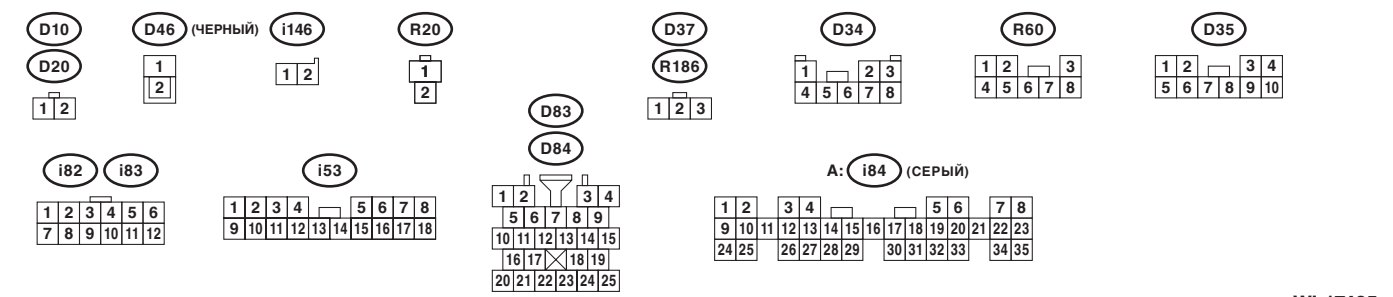 D10 D46 (ЧЕРНЫЙ) i146 R20 D37 D34 R60 D35
D20 R186
1 1 2 1 1 2 3 1 2 3 1 2 3 4
2 2 4 5 6 7 8 4 5 6 7 8 5 6 7 8 9 10
1 2 1 2 3
D83
D84
i82 i83 i53 A: i84 (СЕРЫЙ)
1 2 3 4
1 2 3 4 5 6 1 2 3 4 5 6 7 8 5 6 7 8 9 1 2 3 4 5 6 7 8
7 8 9 10 11 12 9 10 11 12 13 14 15 16 17 18 10 11 12 13 14 15 9 10 11 12 13 14 15 16 17 18 19 20 21 22 23
16 17 18 19 24 25 26 27 28 29 30 31 32 33 34 35
20 21 22 23 24 25